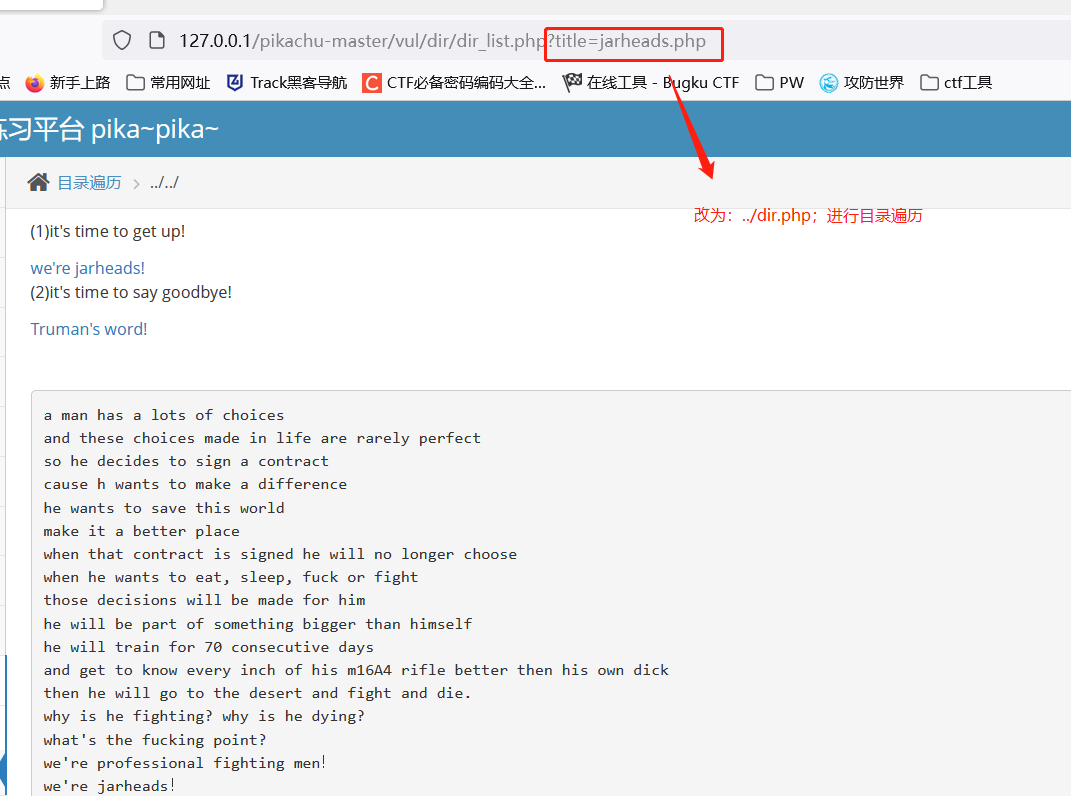 127.0.0.1/pikachu-master/vul/dir/dir_list.php?title=jarheads.php
点 新手上路 常用网址 Track黑客导航 CTF必备密码编码大全... 在线工具 - Bugku CTF PW 攻防世界 ctf工具
练习平台 pika~pika~
目录遍历 > ../../
改为：../dir.php；进行目录遍历
(1)it's time to get up!
we're jarheads!
(2)it's time to say goodbye!
Truman's word!
a man has a lots of choices
and these choices made in life are rarely perfect
so he decides to sign a contract
cause h wants to make a difference
he wants to save this world
make it a better place
when that contract is signed he will no longer choose
when he wants to eat, sleep, fuck or fight
those decisions will be made for him
he will be part of something bigger than himself
he will train for 70 consecutive days
and get to know every inch of his m16A4 rifle better then his own dick
then he will go to the desert and fight and die.
why is he fighting? why is he dying?
what's the fucking point?
we're professional fighting men！
we're jarheads！